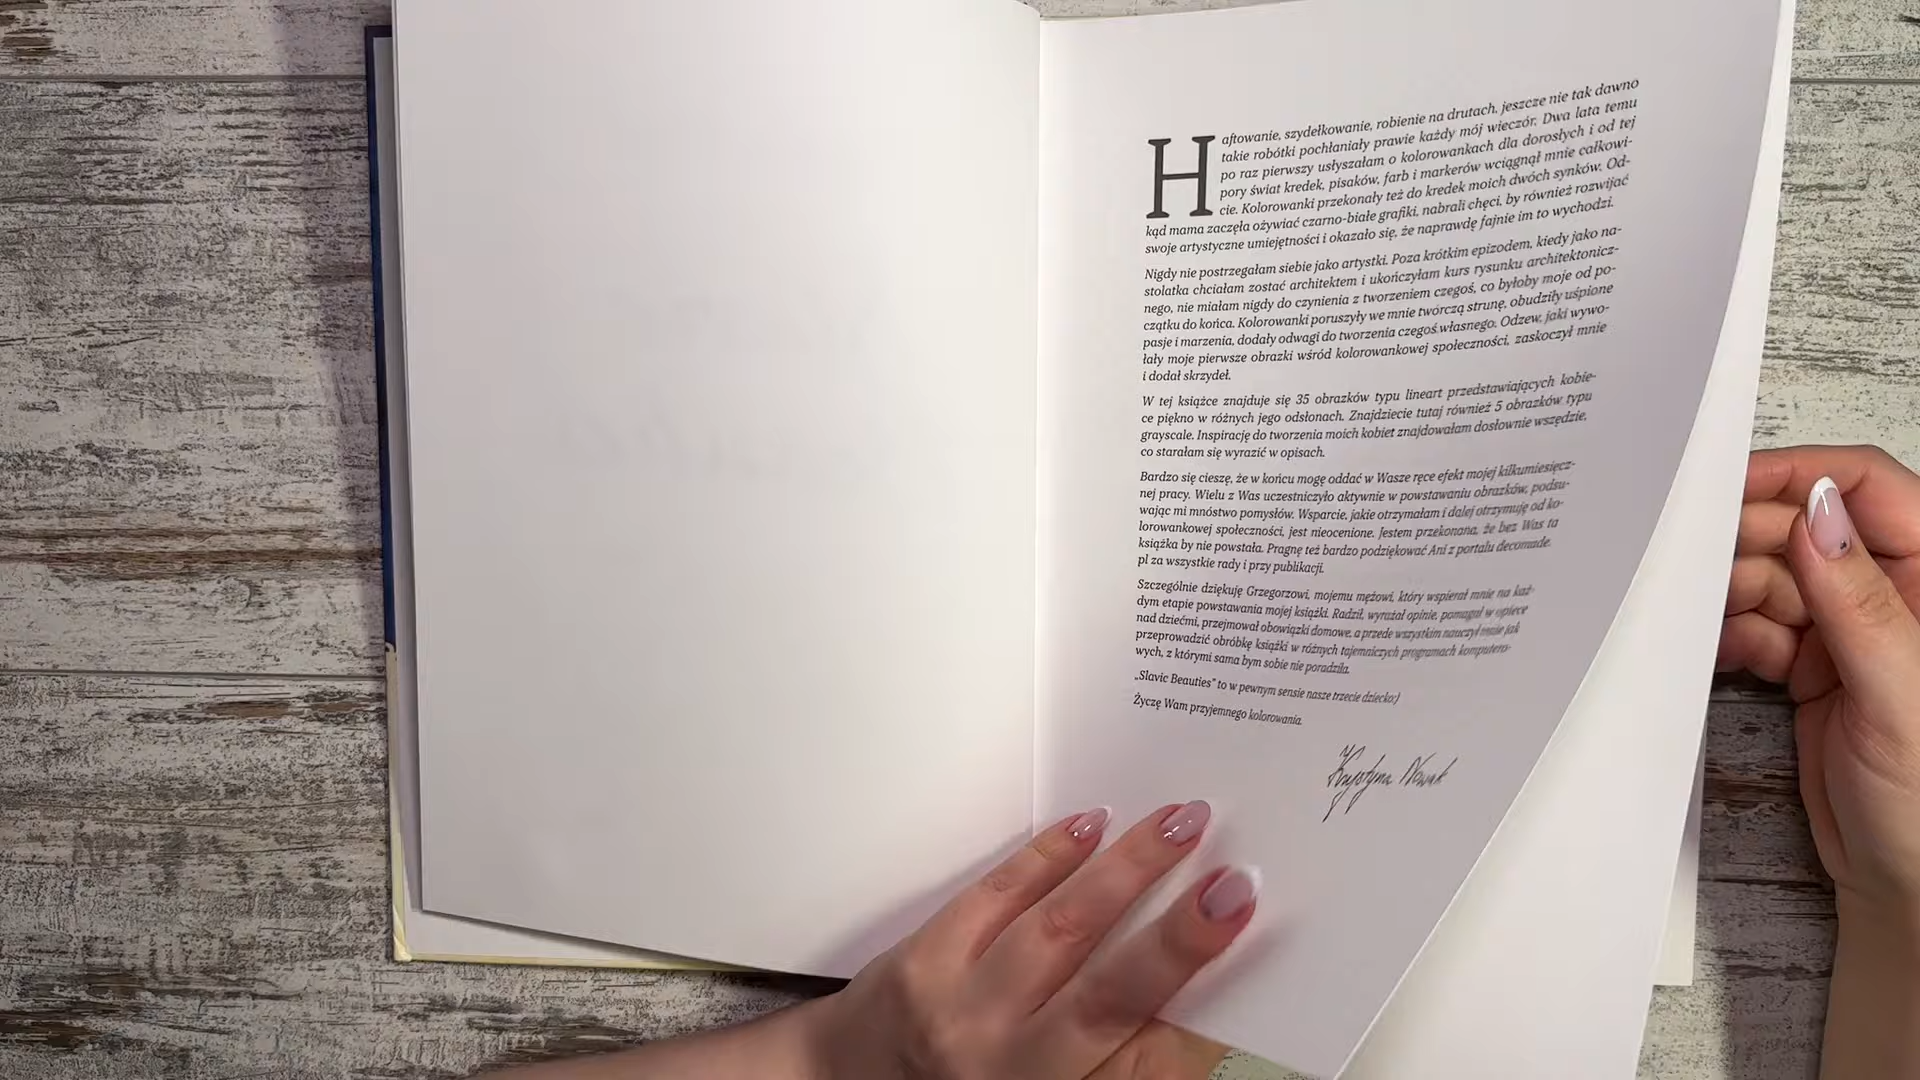 Haftowanie, szydełkowanie, robienie na drutach, jeszcze nie tak dawno
takie robótki pochłaniały prawie każdy mój wieczór. Dwa lata temu
po raz pierwszy usłyszałam o kolorowankach dla dorosłych i od tej
pory świat kredek, pisaków, farb i markerów wciągnął mnie całkowi-
cie. Kolorowanki przekonały też do kredek moich dwóch synków. Od-
kąd mama zaczęła ożywiać czarno-białe grafiki, nabrali chęci, by również rozwijać
swoje artystyczne umiejętności i okazało się, że naprawdę fajnie im to wychodzi.
Nigdy nie postrzegałam siebie jako artystki. Poza krótkim epizodem, kiedy jako na-
stolatka chciałam zostać architektem i ukończyłam kurs rysunku architektonicz-
nego, nie miałam nigdy do czynienia z tworzeniem czegoś, co byłoby moje od po-
czątku do końca. Kolorowanki poruszyły we mnie twórczą strunę, obudziły uśpione
pasje i marzenia, dodały odwagi do tworzenia czegoś własnego. Odzew, jaki wywo-
łały moje pierwsze obrazki wśród kolorowankowej społeczności, zaskoczył mnie
i dodał skrzydeł.
W tej książce znajduje się 35 obrazków typu lineart przedstawiających kobie-
ce piękno w różnych jego odsłonach. Znajdziecie tutaj również 5 obrazków typu
grayscale. Inspirację do tworzenia moich kobiet znajdowałam dosłownie wszędzie,
co starałam się wyrazić w opisach.
Bardzo się cieszę, że w końcu mogę oddać w Wasze ręce efekt mojej kilkumiesięcz-
nej pracy. Wielu z Was uczestniczyło aktywnie w powstawaniu obrazków, podsu-
wając mi mnóstwo pomysłów. Wsparcie, jakie otrzymałam i dalej otrzymuję od ko-
lorowankowej społeczności, jest nieocenione. Jestem przekonana, że bez Was ta
książka by nie powstała. Pragnę też bardzo podziękować Ani z portalu decomade.
pl za wszystkie rady i przy publikacji.
Szczególnie dziękuję Grzegorzowi, mojemu mężowi, który wspierał mnie na każ-
dym etapie powstawania mojej książki. Radził, wyrażał opinie, pomagał w opiece
nad dziećmi, przejmował obowiązki domowe, a przede wszystkim nauczył mnie jak
przeprowadzić obróbkę książki w różnych tajemniczych programach komputero-
wych, z którymi sama bym sobie nie poradziła.
„Slavic Beauties” to w pewnym sensie nasze trzecie dziecko:)
Życzę Wam przyjemnego kolorowania.
Krystyna Nowak